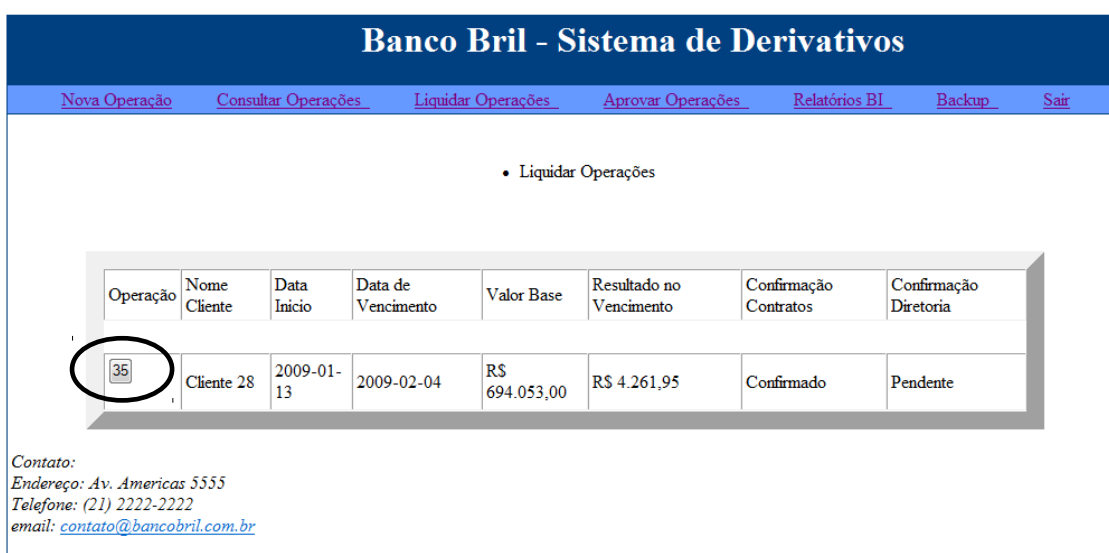 Banco Bril - Sistema de Derivativos
Nova Operação Consultar Operações Liquidar Operações Aprovar Operações Relatórios BI Backup Sair
• Liquidar Operações
Operação Nome Cliente Data Inicio Data de Vencimento Valor Base Resultado no Vencimento Confirmação Contratos Confirmação Diretoria
35 Cliente 28 2009-01-13 2009-02-04 R$ 694.053,00 R$ 4.261,95 Confirmado Pendente
Contato:
Endereço: Av. Americas 5555
Telefone: (21) 2222-2222
email: contato@bancobril.com.br